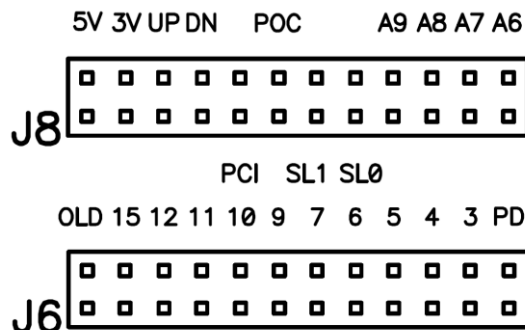 5V 3V UP DN POC A9 A8 A7 A6
J8
PCI SL1 SL0
OLD 15 12 11 10 9 7 6 5 4 3 PD
J6